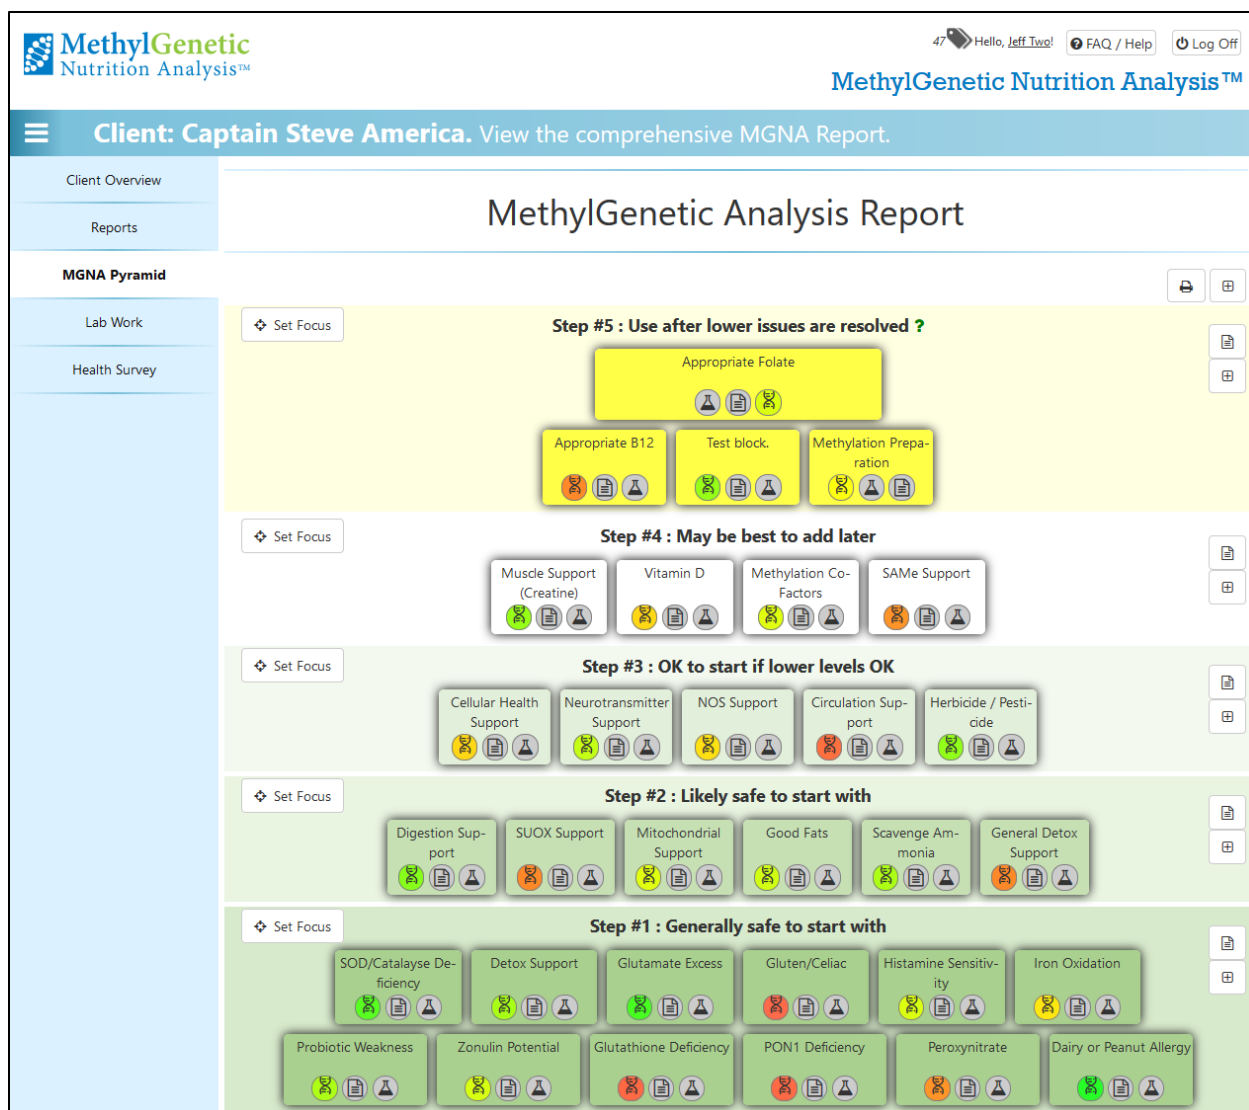 MethylGenetic
Nutrition Analysis™
47 Hello, Jeff Two! FAQ / Help Log Off
MethylGenetic Nutrition Analysis™
Client: Captain Steve America. View the comprehensive MGNA Report.
Client Overview
Reports
MGNA Pyramid
Lab Work
Health Survey
MethylGenetic Analysis Report
Set Focus
Step #5 : Use after lower issues are resolved ?
Appropriate Folate
Appropriate B12
Test block.
Methylation Prepa-
ration
Set Focus
Step #4 : May be best to add later
Muscle Support
(Creatine)
Vitamin D
Methylation Co-
Factors
SAMe Support
Set Focus
Step #3 : OK to start if lower levels OK
Cellular Health
Support
Neurotransmitter
Support
NOS Support
Circulation Sup-
port
Herbicide / Pesti-
cide
Set Focus
Step #2 : Likely safe to start with
Digestion Sup-
port
SUOX Support
Mitochondrial
Support
Good Fats
Scavenge Am-
monia
General Detox
Support
Set Focus
Step #1 : Generally safe to start with
SOD/Catalayse De-
ficiency
Detox Support
Glutamate Excess
Gluten/Celiac
Histamine Sensitiv-
ity
Iron Oxidation
Probiotic Weakness
Zonulin Potential
Glutathione Deficiency
PON1 Deficiency
Peroxynitrate
Dairy or Peanut Allergy